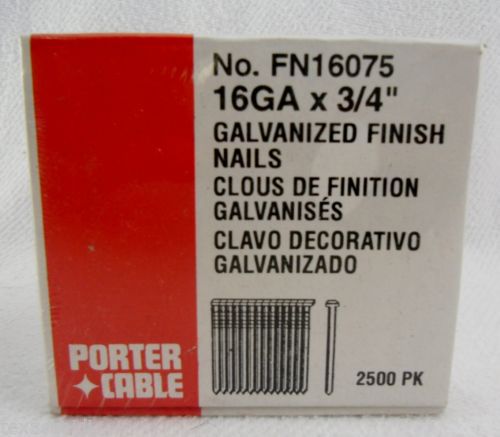 No. FN16075
16GA x 3/4"
GALVANIZED FINISH
NAILS
CLOUS DE FINITION
GALVANISÉS
CLAVO DECORATIVO
GALVANIZADO
PORTER
CABLE
2500 PK